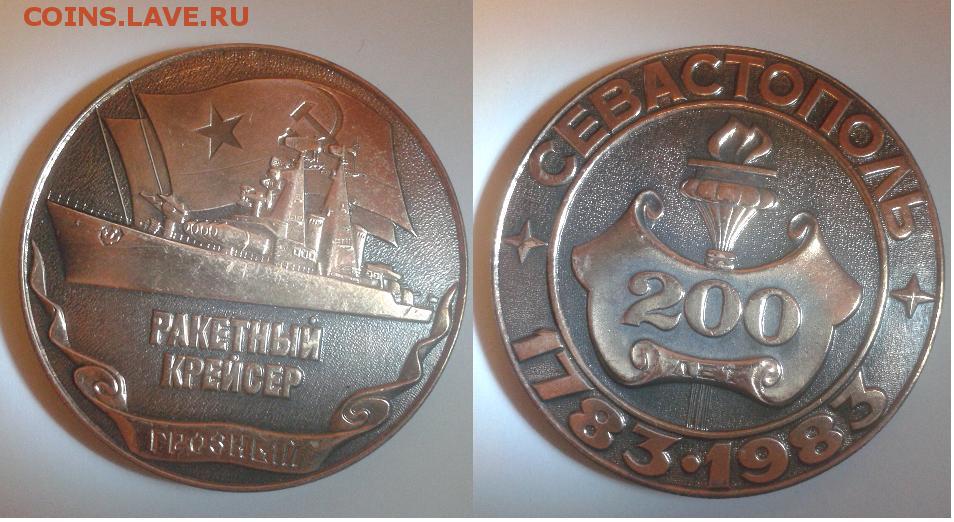 COINS.LAVE.RU
РАКЕТНЫЙ
КРЕЙСЕР
ГРОЗНЫЙ
СЕВАСТОПОЛЬ
200
ЛЕТ
1783·1983